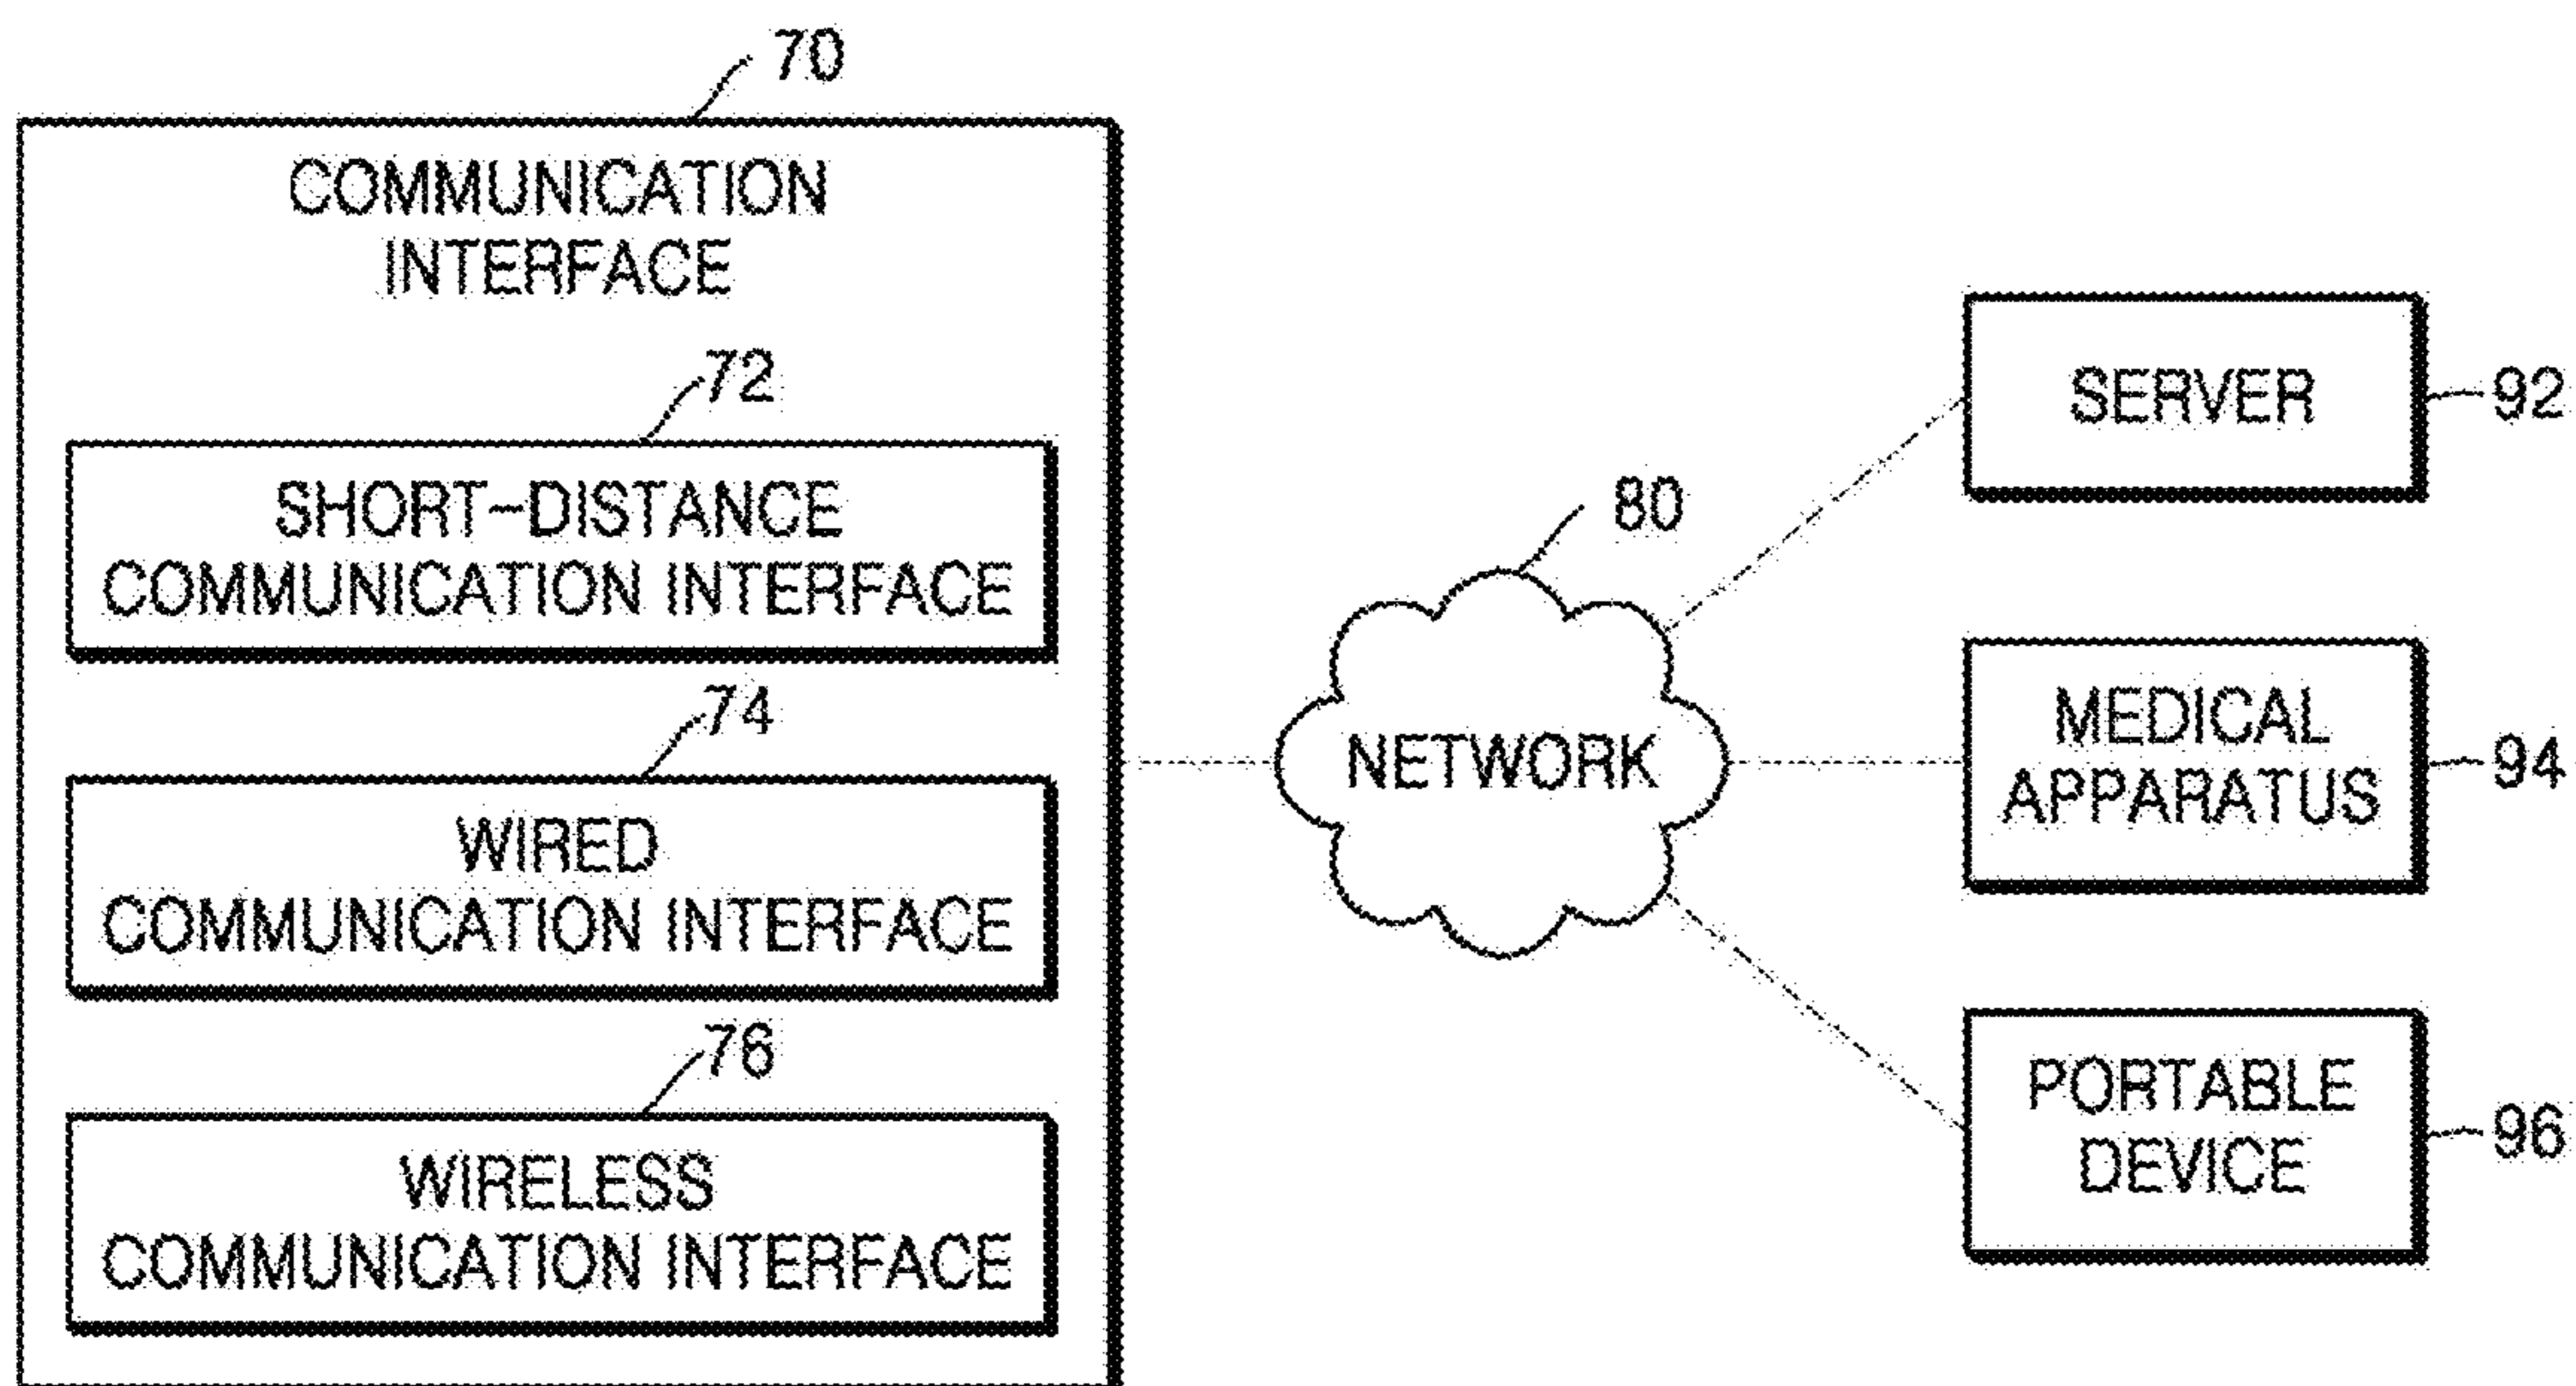 70
COMMUNICATION
INTERFACE
72
SHORT-DISTANCE
COMMUNICATION INTERFACE
74
WIRED
COMMUNICATION INTERFACE
76
WIRELESS
COMMUNICATION INTERFACE
80
NETWORK
SERVER
92
MEDICAL
APPARATUS
94
PORTABLE
DEVICE
96